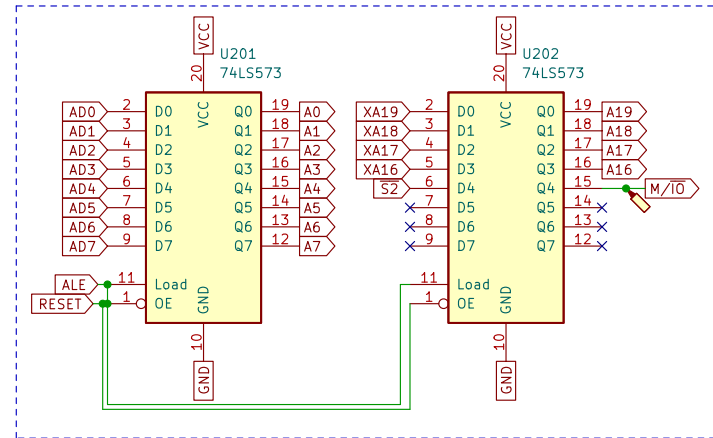 VCC
U201
74LS573
20
VCC
AD0 2 D0 Q0 19 A0
AD1 3 D1 Q1 18 A1
AD2 4 D2 Q2 17 A2
AD3 5 D3 Q3 16 A3
AD4 6 D4 Q4 15 A4
AD5 7 D5 Q5 14 A5
AD6 8 D6 Q6 13 A6
AD7 9 D7 Q7 12 A7
ALE 11 Load
RESET 1 OE
GND
10
GND
VCC
U202
74LS573
20
VCC
XA19 2 D0 Q0 19 A19
XA18 3 D1 Q1 18 A18
XA17 4 D2 Q2 17 A17
XA16 5 D3 Q3 16 A16
S̅2̅ 6 D4 Q4 15 M/I̅O̅
7 D5 Q5 14
8 D6 Q6 13
9 D7 Q7 12
11 Load
1 OE
GND
10
GND